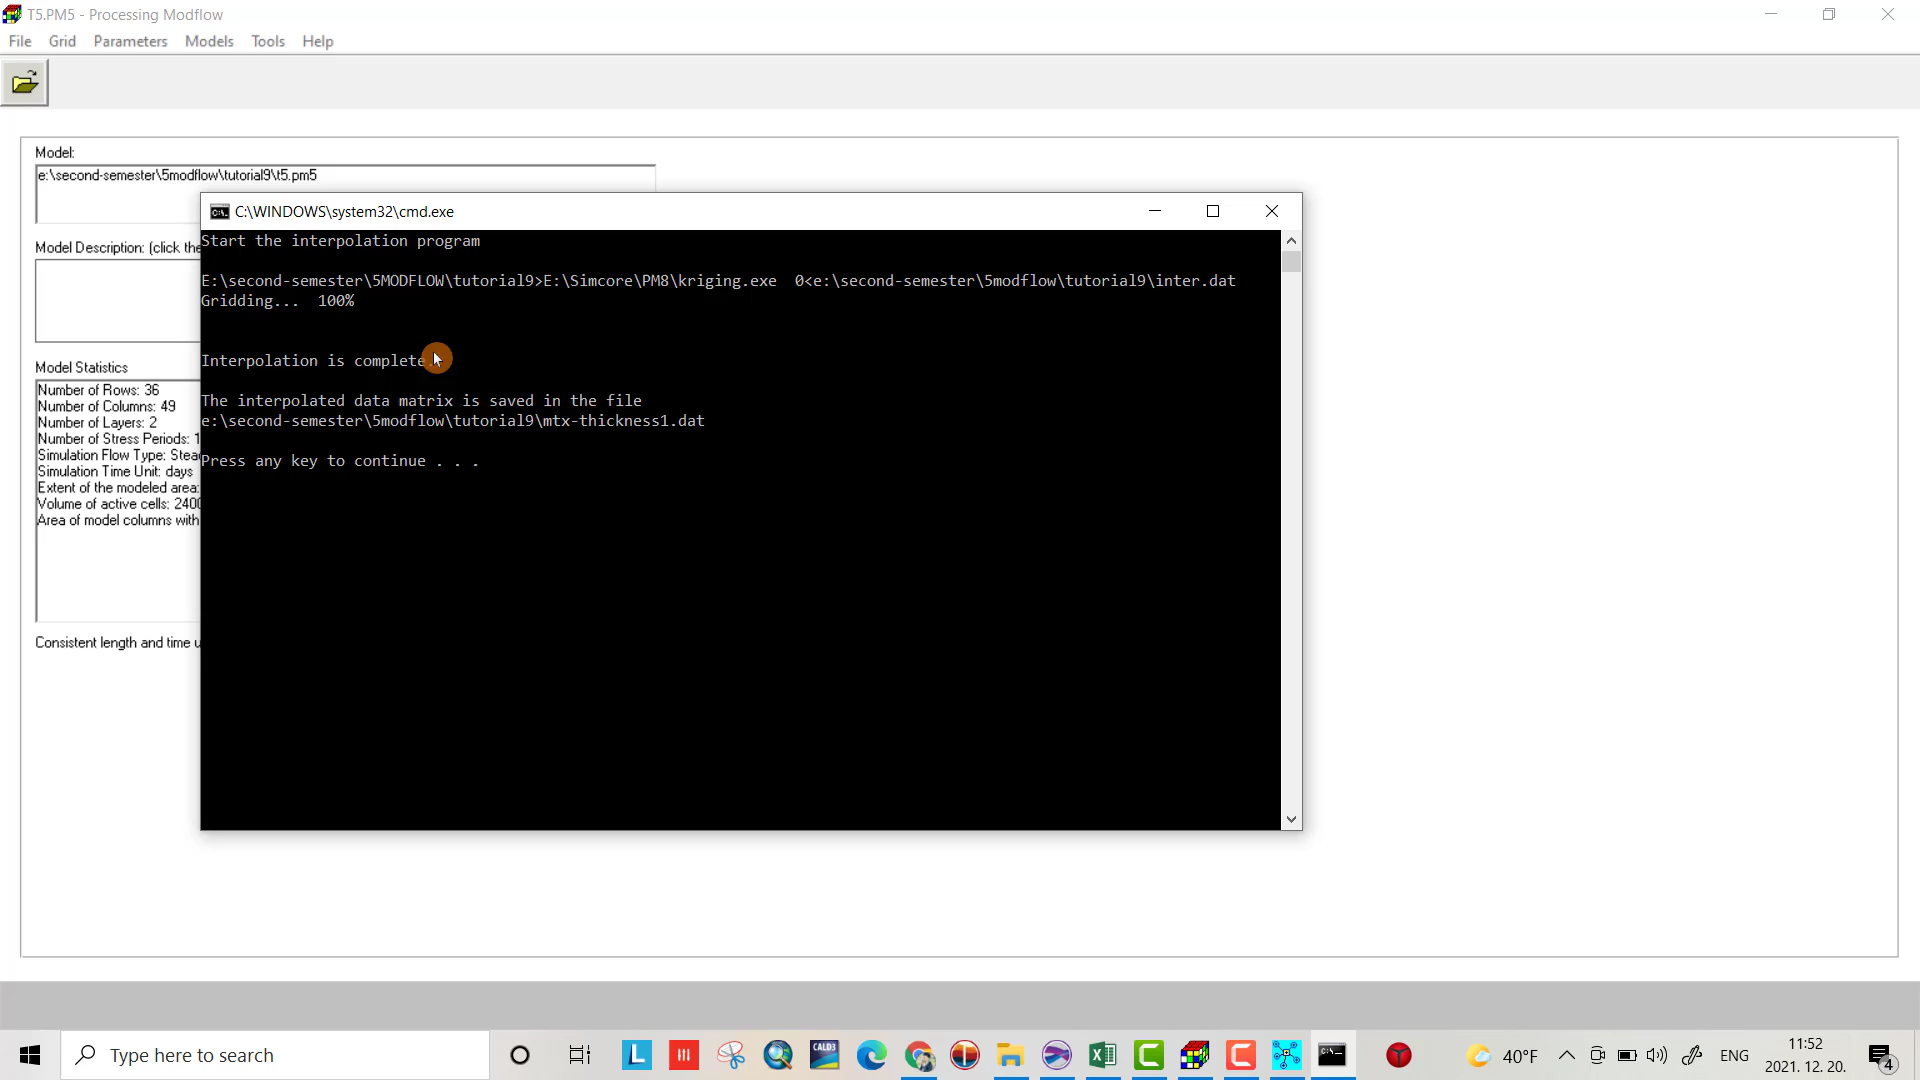 T5.PM5 - Processing Modflow
File Grid Parameters Models Tools Help
Model:
e:\second-semester\5modflow\tutorial9\t5.pm5
Model Description: (click the
Model Statistics
Number of Rows: 36
Number of Columns: 49
Number of Layers: 2
Number of Stress Periods: 1
Simulation Flow Type: Stea
Simulation Time Unit: days
Extent of the modeled area:
Volume of active cells: 2400
Area of model columns with
Consistent length and time u
C:\WINDOWS\system32\cmd.exe
Start the interpolation program
E:\second-semester\5MODFLOW\tutorial9>E:\Simcore\PM8\kriging.exe 0<e:\second-semester\5modflow\tutorial9\inter.dat
Gridding... 100%
Interpolation is complete.
The interpolated data matrix is saved in the file
e:\second-semester\5modflow\tutorial9\mtx-thickness1.dat
Press any key to continue . . .
Type here to search
L
CALD3
40°F
ENG
11:52
2021. 12. 20.
4